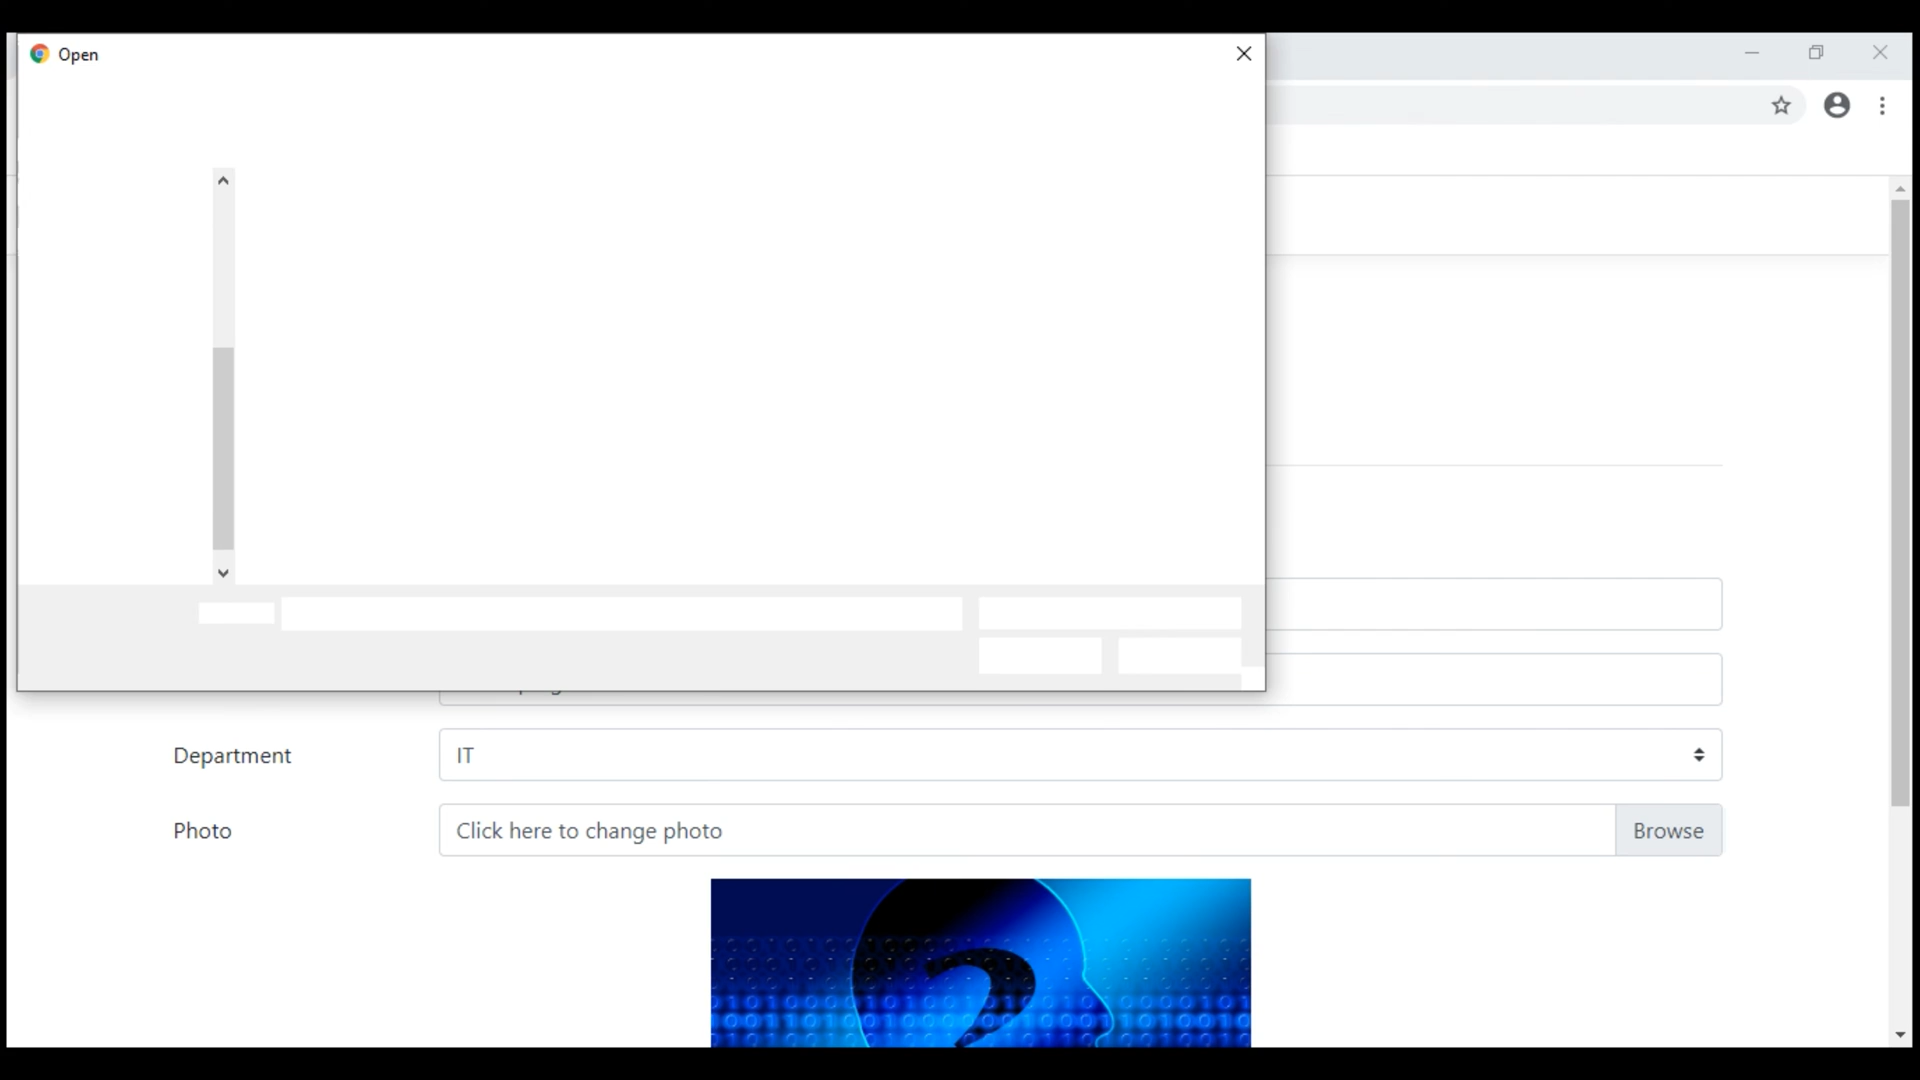 Open
Department
IT
Photo
Click here to change photo
Browse